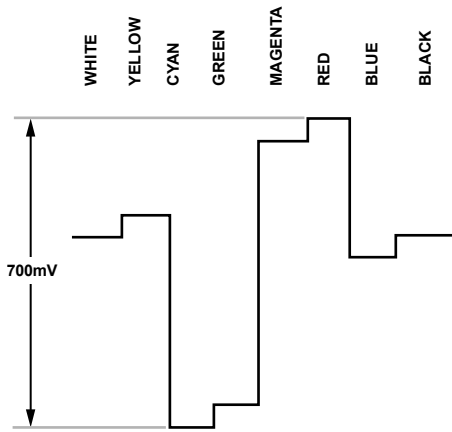 WHITE
YELLOW
CYAN
GREEN
MAGENTA
RED
BLUE
BLACK
700mV